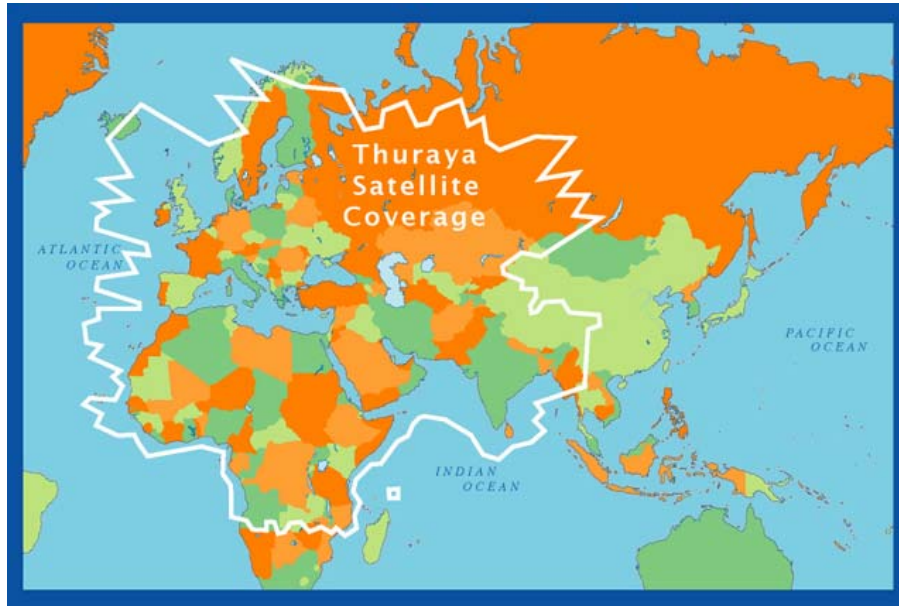 Thuraya
Satellite
Coverage
ATLANTIC
OCEAN
PACIFIC
OCEAN
INDIAN
OCEAN